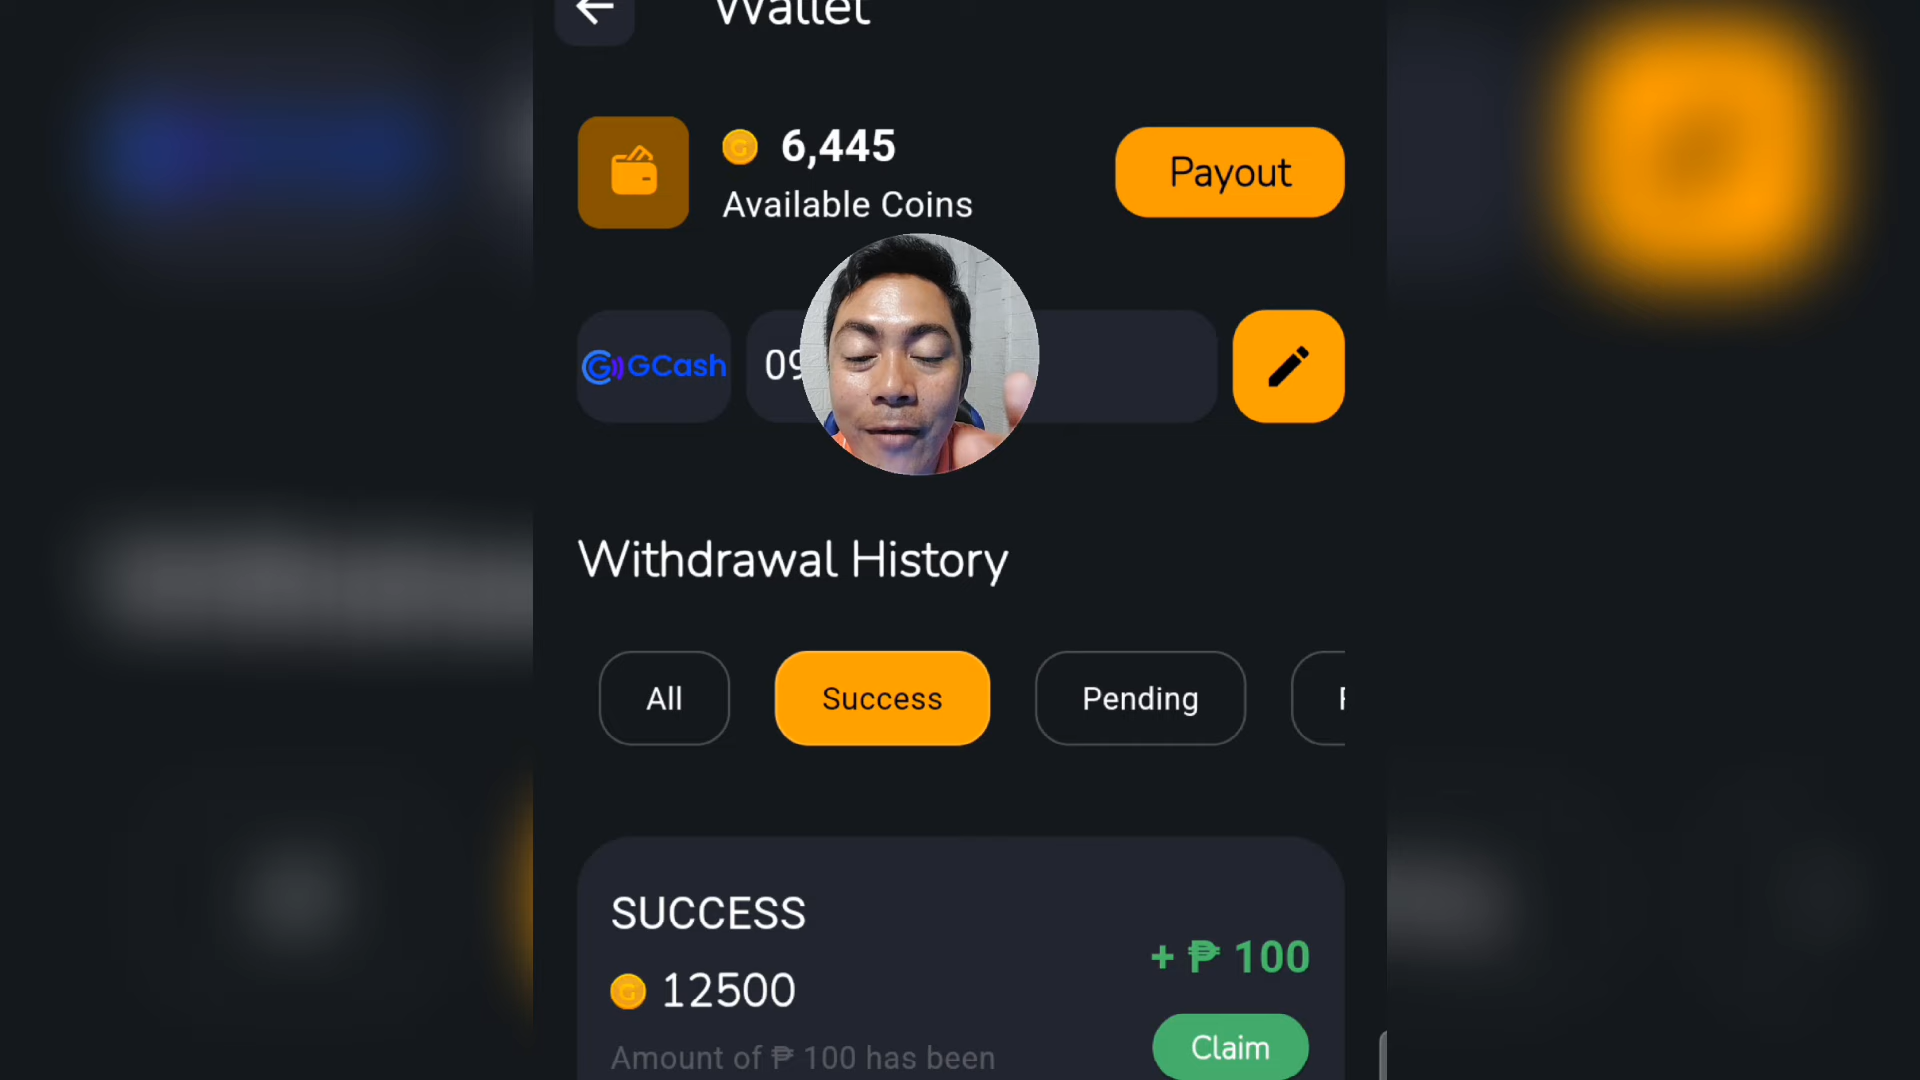 Wallet
6,445
Available Coins
Payout
GCash
09
Withdrawal History
All
Success
Pending
SUCCESS
12500
+ ₱ 100
Amount of ₱ 100 has been
Claim